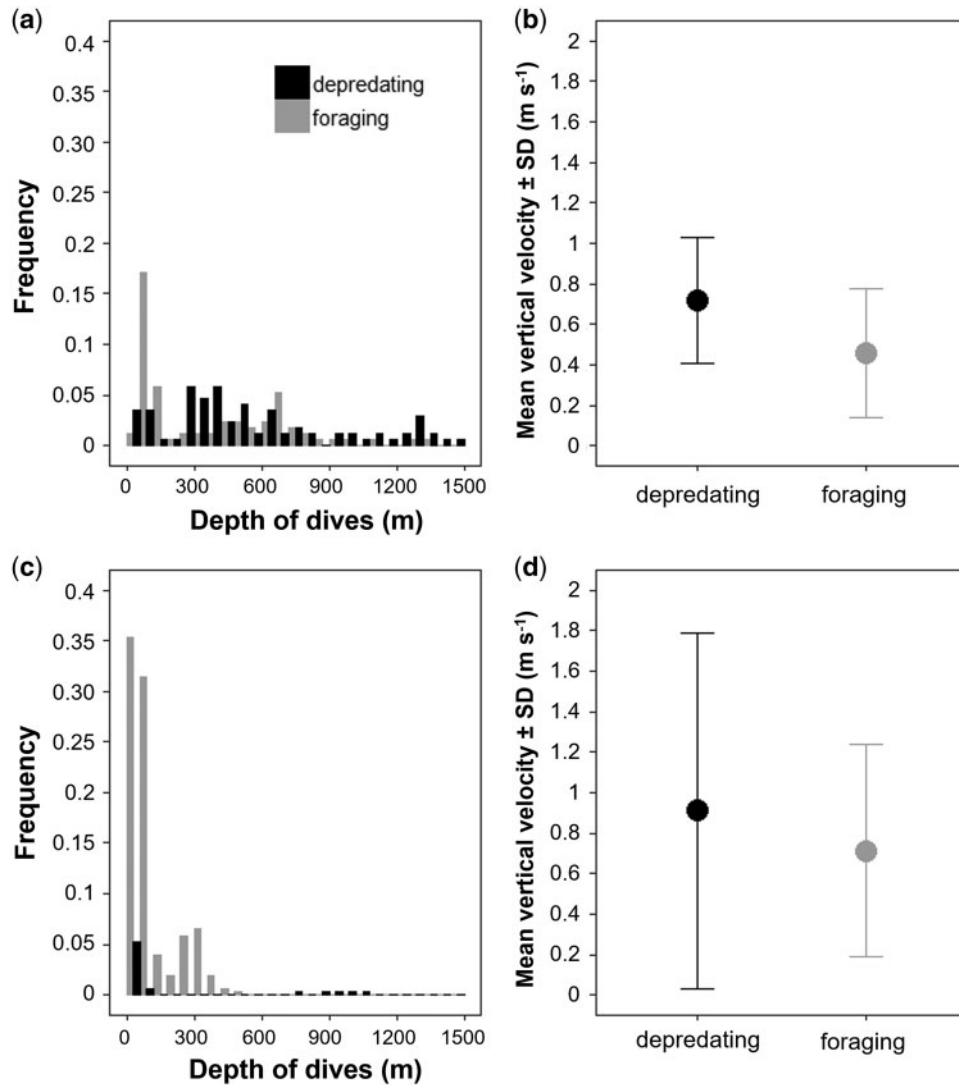 (a)
0.4
0.35
0.3
0.25
0.2
0.15
0.1
0.05
0
Frequency
depredating
foraging
0 300 600 900 1200 1500
Depth of dives (m)
(b)
2
1.8
1.6
1.4
1.2
1
0.8
0.6
0.4
0.2
0
Mean vertical velocity ± SD (m s⁻¹)
depredating foraging
(c)
0.4
0.35
0.3
0.25
0.2
0.15
0.1
0.05
0
Frequency
0 300 600 900 1200 1500
Depth of dives (m)
(d)
2
1.8
1.6
1.4
1.2
1
0.8
0.6
0.4
0.2
0
Mean vertical velocity ± SD (m s⁻¹)
depredating foraging